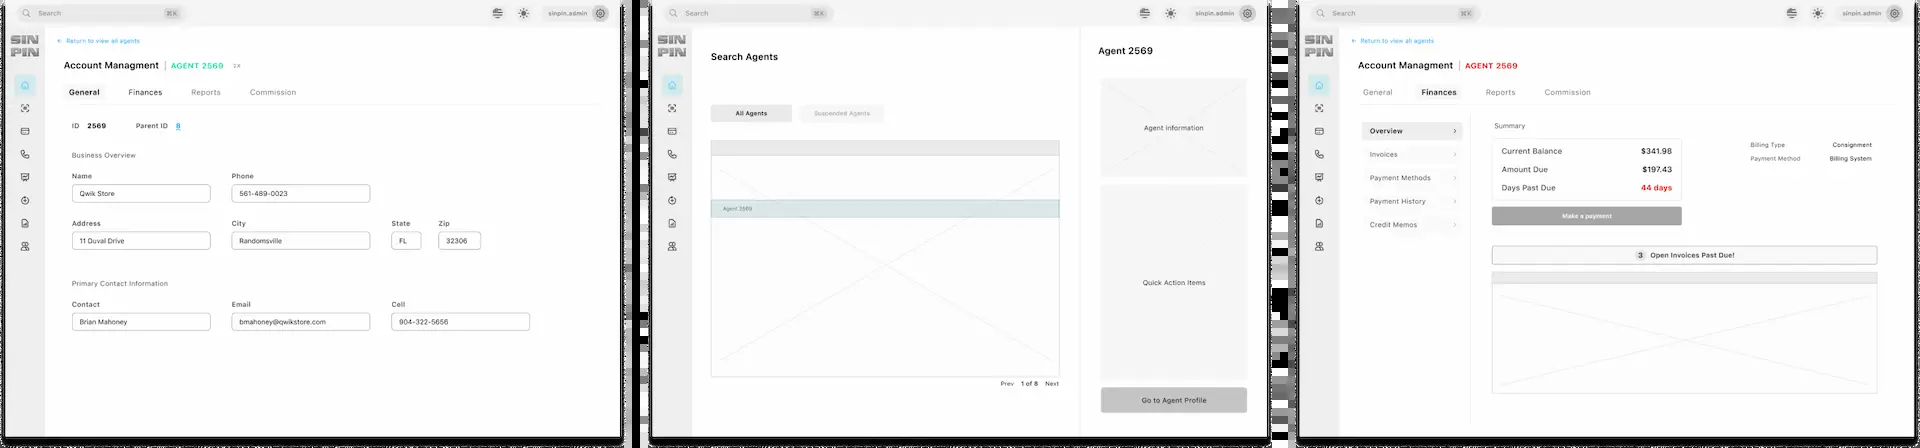 Search ⌘K
sinpin.admin
SIN
PIN
← Return to view all agents
Account Managment | AGENT 2569
General Finances Reports Commission
ID 2569 Parent ID 8
Business Overview
Name Phone
Qwik Store 561-489-0023
Address City State Zip
11 Duval Drive Randomsville FL 32306
Primary Contact Information
Contact Email Cell
Brian Mahoney bmahoney@qwikstore.com 904-322-5656
Search ⌘K
sinpin.admin
SIN
PIN
Search Agents
All Agents Suspended Agents
Agent 2569
Prev 1 of 8 Next
Agent 2569
Agent Information
Quick Action Items
Go to Agent Profile
Search ⌘K
sinpin.admin
SIN
PIN
← Return to view all agents
Account Managment | AGENT 2569
General Finances Reports Commission
Overview
Invoices
Payment Methods
Payment History
Credit Memos
Summary
Current Balance $341.98
Amount Due $197.43
Days Past Due 44 days
Make a payment
Billing Type Consignment
Payment Method Billing System
3 Open Invoices Past Due!